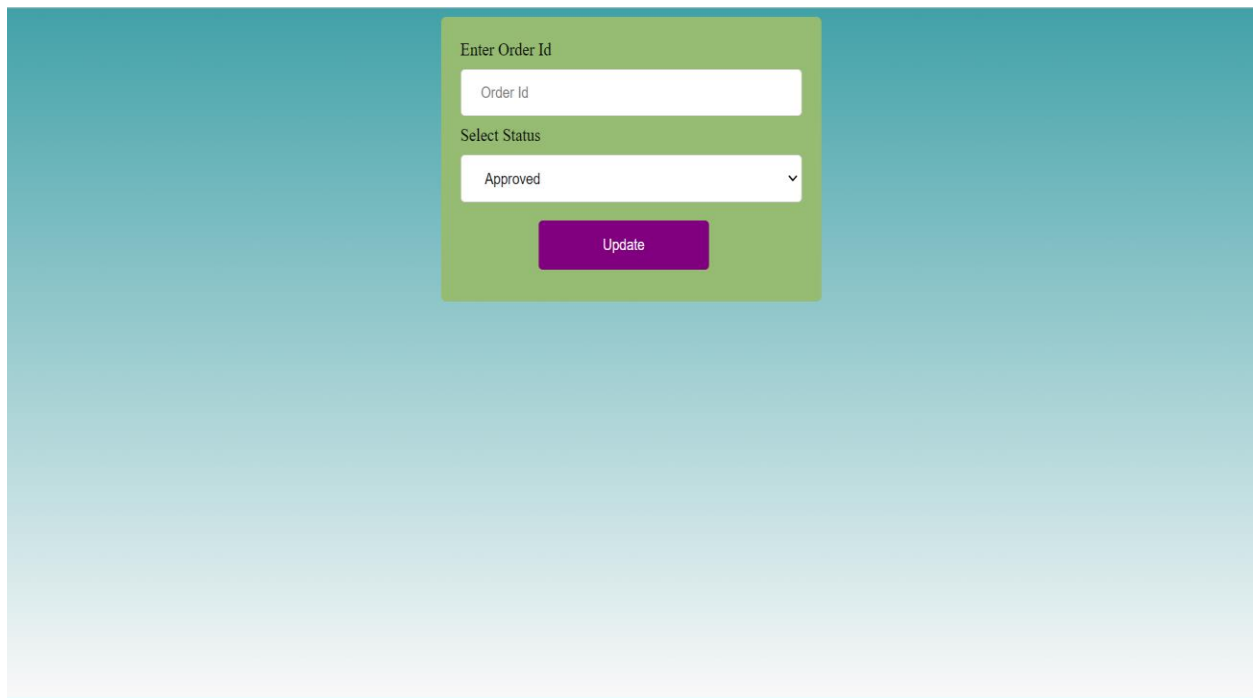 Enter Order Id
Order Id
Select Status
Approved
Update